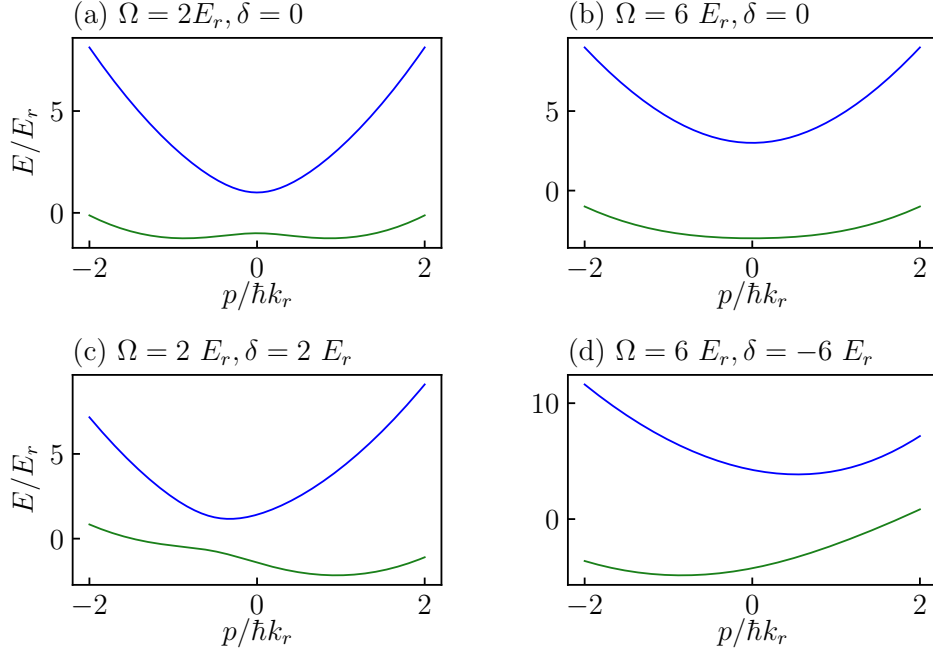 (a) Ω = 2E_r, δ = 0
5
0
E/E_r
−2
0
2
p/ħk_r
(b) Ω = 6 E_r, δ = 0
5
0
−2
0
2
p/ħk_r
(c) Ω = 2 E_r, δ = 2 E_r
5
0
E/E_r
−2
0
2
p/ħk_r
(d) Ω = 6 E_r, δ = −6 E_r
10
0
−2
0
2
p/ħk_r